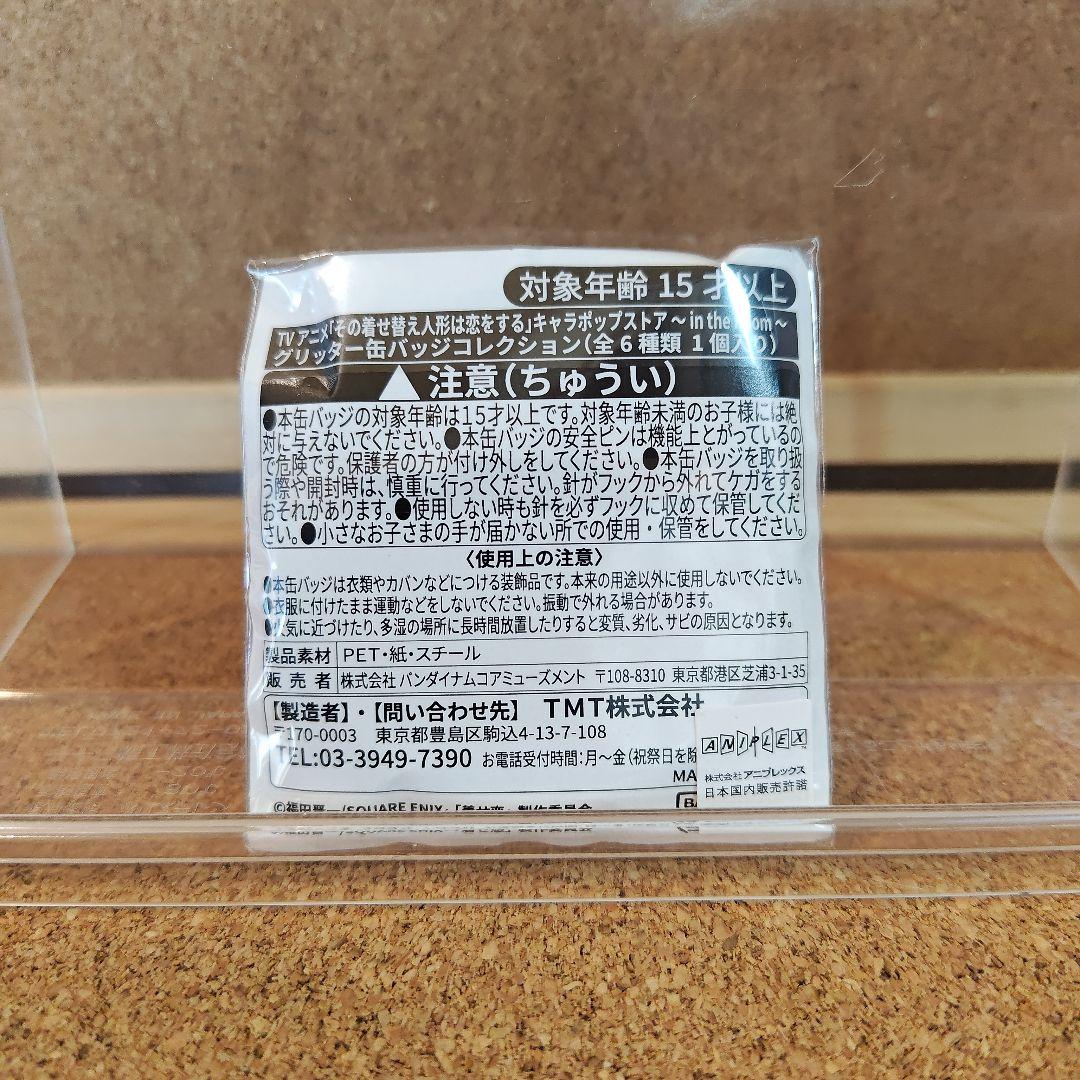 対象年齢 15 才以上
TV アニメ「その着せ替え人形は恋をする」キャラポップストア～ in the room ～
グリッター缶バッジコレクション(全 6 種類 1 個入り)
注意(ちゅうい)
●本缶バッジの対象年齢は15才以上です。対象年齢未満のお子様には絶
対に与えないでください。●本缶バッジの安全ピンは機能上とがっているの
で危険です。保護者の方が付け外しをしてください。●本缶バッジを取り扱
う際や開封時は、慎重に行ってください。針がフックから外れてケガをする
おそれがあります。●使用しない時も針を必ずフックに収めて保管してくだ
さい。●小さなお子さまの手が届かない所での使用・保管をしてください。
〈使用上の注意〉
●本缶バッジは衣類やカバンなどにつける装飾品です。本来の用途以外に使用しないでください。
●衣服に付けたまま運動などをしないでください。振動で外れる場合があります。
●火気に近づけたり、多湿の場所に長時間放置したりすると変質、劣化、サビの原因となります。
製品素材 PET・紙・スチール
販売者 株式会社 バンダイナムコアミューズメント 〒108-8310 東京都港区芝浦3-1-35
【製造者】・【問い合わせ先】 TMT株式会社
〒170-0003 東京都豊島区駒込4-13-7-108
TEL:03-3949-7390 お電話受付時間:月～金(祝祭日を除
MA
©福田晋一/SQUARE ENIX・「着せ恋」製作委員会
BA
ANIPLEX™
株式会社アニプレックス
日本国内販売許諾